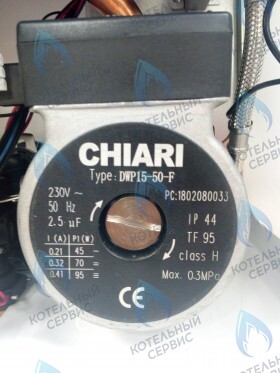 CHIARI
Type: DWP15-50-F
230V~ PC:1802080033
50 Hz
2.5 µF IP 44
TF 95
I (A) P1(W) class H
0.21 45 -
0.32 70 =
0.41 95 ≡ Max. 0.3MPa
CE
КОТЕЛЬНЫЙ СЕРВИС